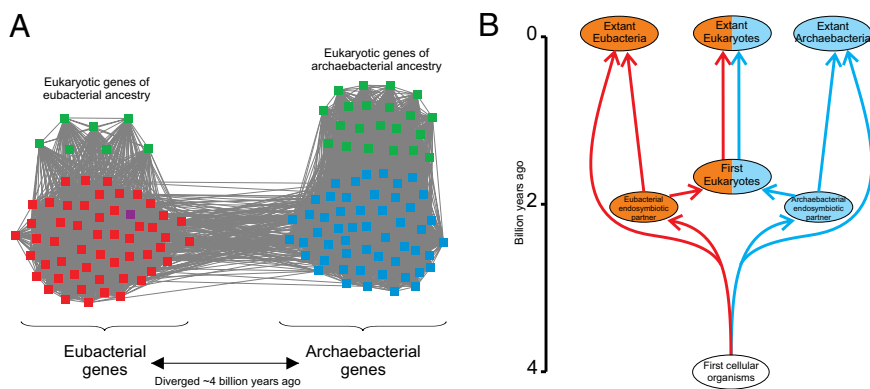 A
Eukaryotic genes of
eubacterial ancestry
Eukaryotic genes of
archaebacterial ancestry
Eubacterial
genes
Diverged ~4 billion years ago
Archaebacterial
genes
B
0
2
4
Billion years ago
Extant
Eubacteria
Extant
Eukaryotes
Extant
Archaebacteria
First
Eukaryotes
Eubacterial
endosymbiotic
partner
Archaebacterial
endosymbiotic
partner
First cellular
organisms